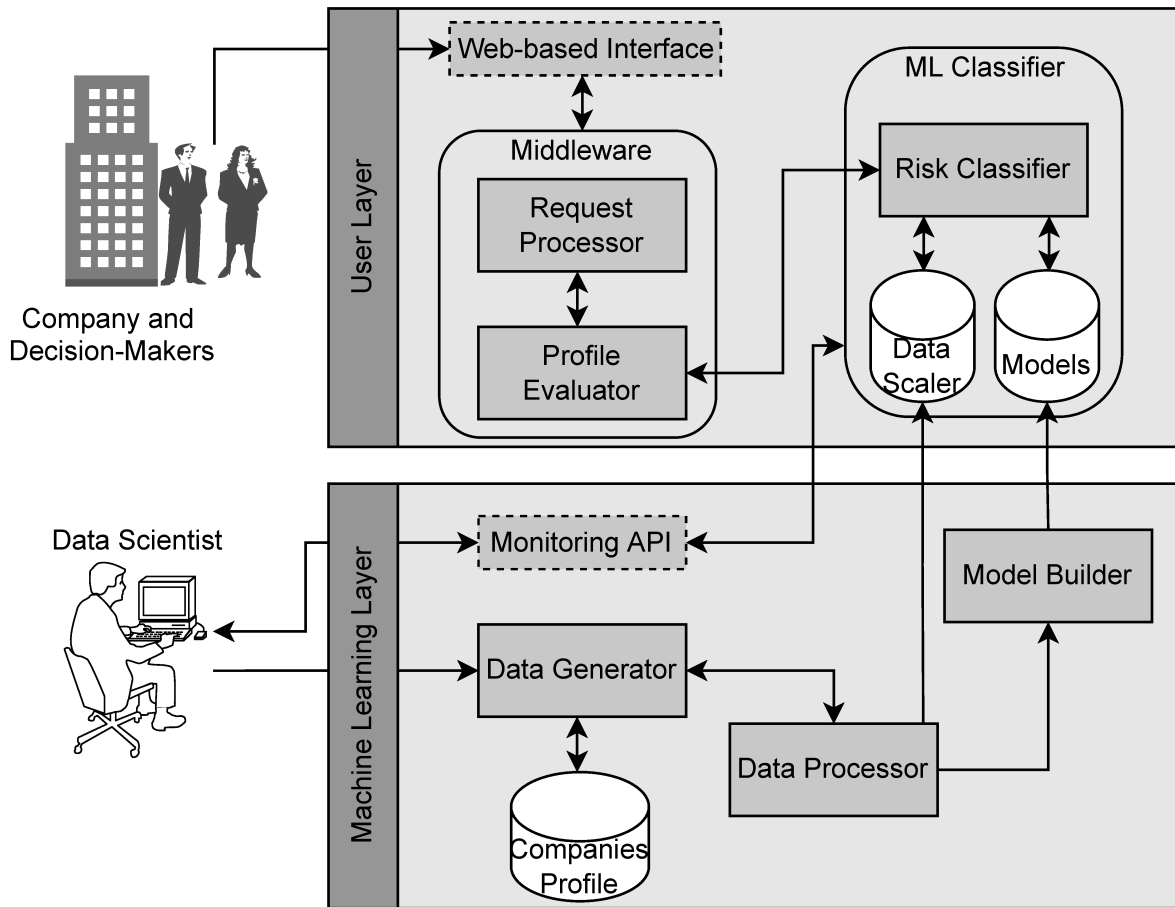 Company and
Decision-Makers
User Layer
Web-based Interface
Middleware
Request
Processor
Profile
Evaluator
ML Classifier
Risk Classifier
Data
Scaler
Models
Data Scientist
Machine Learning Layer
Monitoring API
Model Builder
Data Generator
Data Processor
Companies
Profile